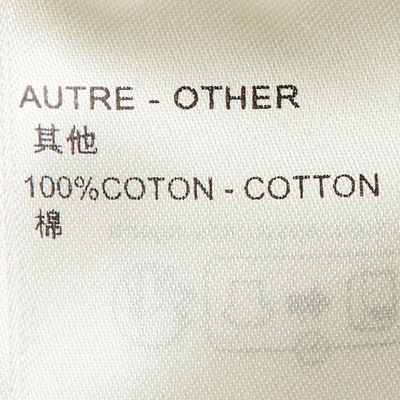 AUTRE - OTHER
其他
100%COTON - COTTON
棉